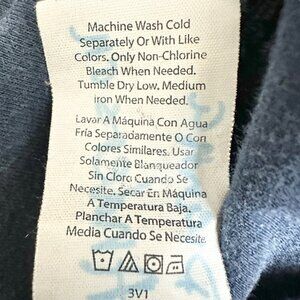 Machine Wash Cold
Separately Or With Like
Colors. Only Non-Chlorine
Bleach When Needed.
Tumble Dry Low. Medium
Iron When Needed.
Lavar A Máquina Con Agua
Fría Separadamente O Con
Colores Similares. Usar
Solamente Blanqueador
Sin Cloro Cuando Se
Necesite. Secar En Máquina
A Temperatura Baja.
Planchar A Temperatura
Media Cuando Se Necesite.
3V1